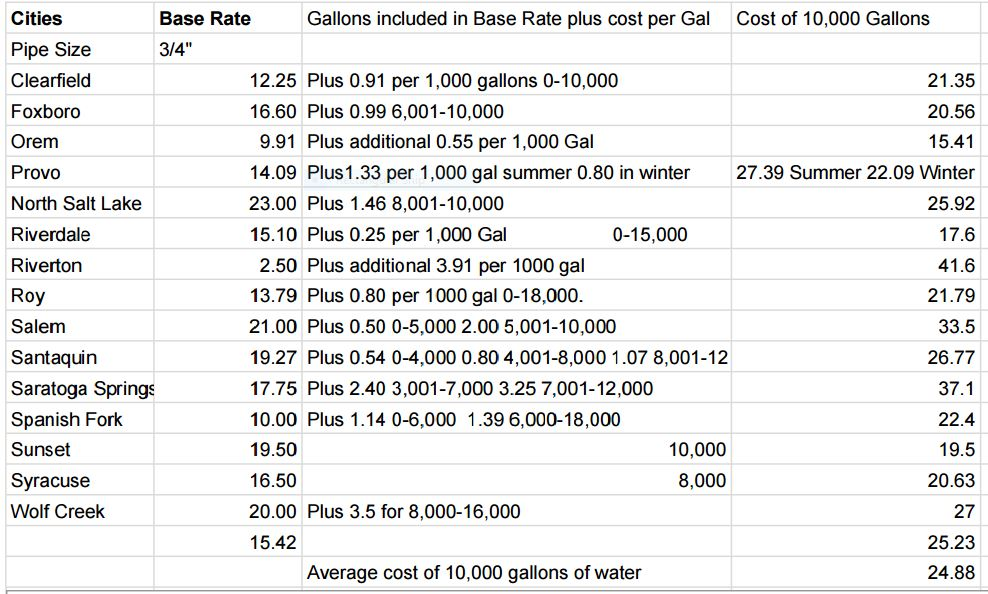 Cities Base Rate Gallons included in Base Rate plus cost per Gal Cost of 10,000 Gallons
Pipe Size 3/4"
Clearfield 12.25 Plus 0.91 per 1,000 gallons 0-10,000 21.35
Foxboro 16.60 Plus 0.99 6,001-10,000 20.56
Orem 9.91 Plus additional 0.55 per 1,000 Gal 15.41
Provo 14.09 Plus1.33 per 1,000 gal summer 0.80 in winter 27.39 Summer 22.09 Winter
North Salt Lake 23.00 Plus 1.46 8,001-10,000 25.92
Riverdale 15.10 Plus 0.25 per 1,000 Gal 0-15,000 17.6
Riverton 2.50 Plus additional 3.91 per 1000 gal 41.6
Roy 13.79 Plus 0.80 per 1000 gal 0-18,000. 21.79
Salem 21.00 Plus 0.50 0-5,000 2.00 5,001-10,000 33.5
Santaquin 19.27 Plus 0.54 0-4,000 0.80 4,001-8,000 1.07 8,001-12 26.77
Saratoga Springs 17.75 Plus 2.40 3,001-7,000 3.25 7,001-12,000 37.1
Spanish Fork 10.00 Plus 1.14 0-6,000 1.39 6,000-18,000 22.4
Sunset 19.50 10,000 19.5
Syracuse 16.50 8,000 20.63
Wolf Creek 20.00 Plus 3.5 for 8,000-16,000 27
15.42 25.23
Average cost of 10,000 gallons of water 24.88